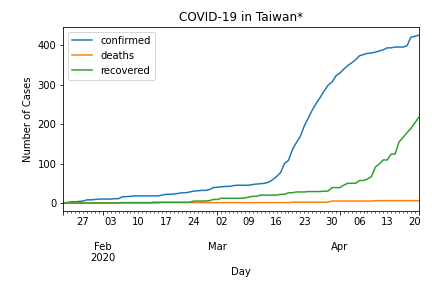 COVID-19 in Taiwan*
confirmed
deaths
recovered
Number of Cases
400
300
200
100
0
27 03 10 17 24 02 09 16 23 30 06 13 20
Feb Mar Apr
2020
Day